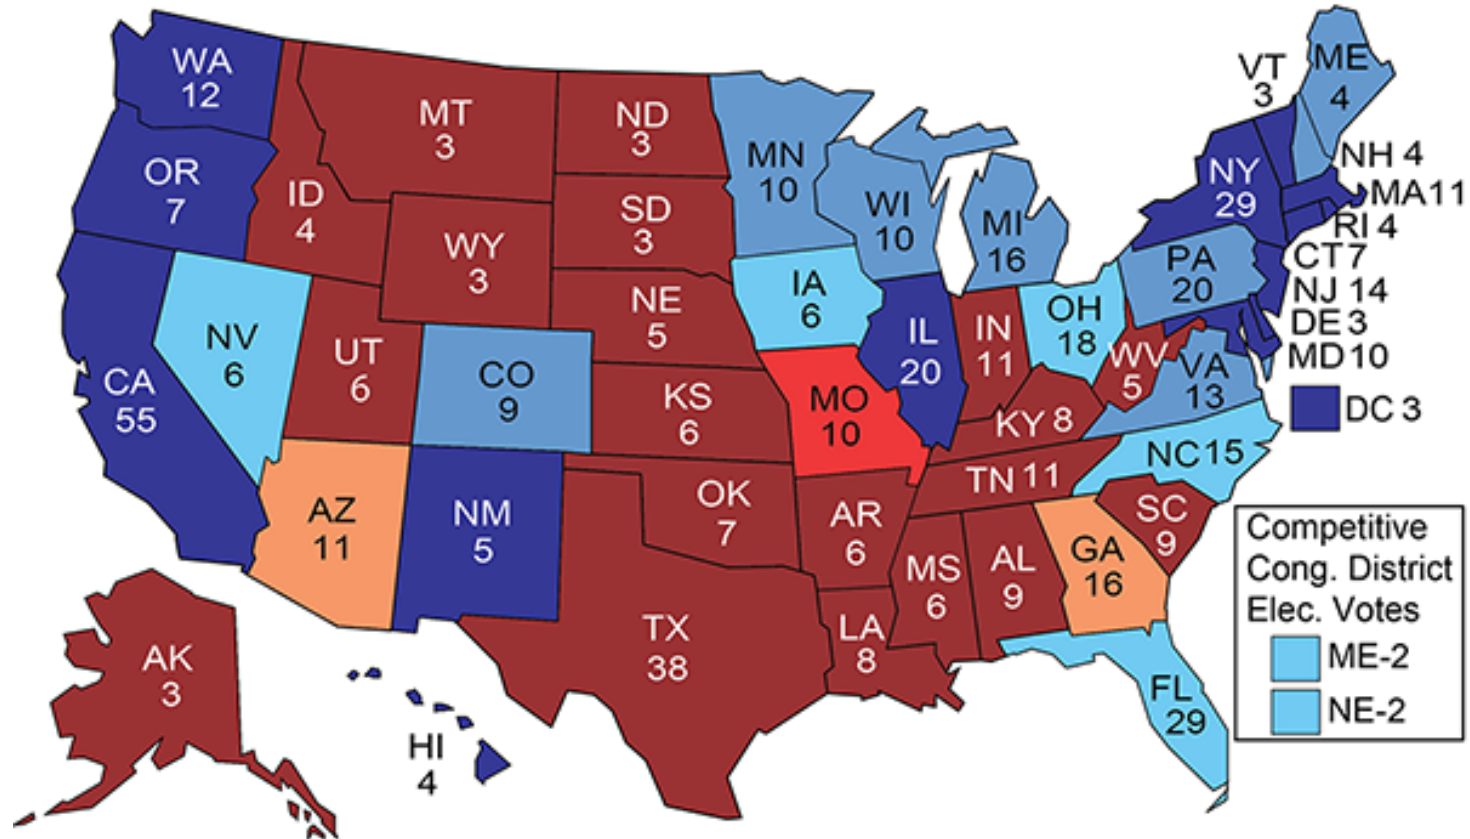 WA
12
OR
7
CA
55
NV
6
ID
4
MT
3
WY
3
UT
6
CO
9
AZ
11
NM
5
ND
3
SD
3
NE
5
KS
6
OK
7
TX
38
MN
10
IA
6
MO
10
AR
6
LA
8
WI
10
IL
20
MI
16
IN
11
OH
18
KY 8
TN 11
MS
6
AL
9
GA
16
FL
29
SC
9
NC 15
VA
13
WV
5
PA
20
NY
29
VT
3
ME
4
NH 4
MA 11
RI 4
CT 7
NJ 14
DE 3
MD 10
DC 3
AK
3
HI
4
Competitive
Cong. District
Elec. Votes
ME-2
NE-2